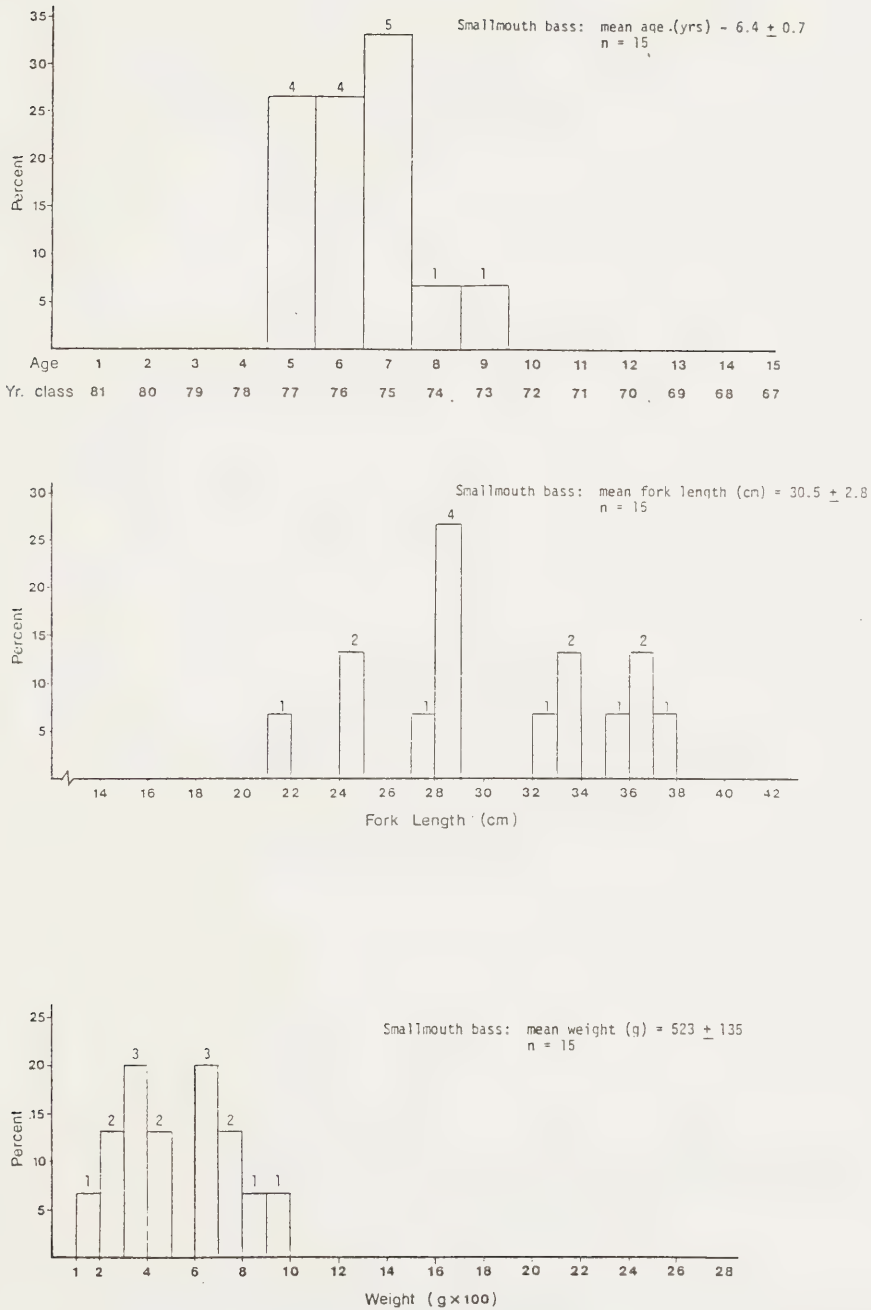 Smallmouth bass: mean age.(yrs) - 6.4 ± 0.7
n = 15
Percent
35
30
25
20
15
10
5
4 4 5 1 1
Age 1 2 3 4 5 6 7 8 9 10 11 12 13 14 15
Yr. class 81 80 79 78 77 76 75 74 73 72 71 70 69 68 67
Smallmouth bass: mean fork length (cm) = 30.5 ± 2.8
n = 15
Percent
30
25
20
15
10
5
1 2 1 4 1 2 1 2 1
14 16 18 20 22 24 26 28 30 32 34 36 38 40 42
Fork Length (cm)
Smallmouth bass: mean weight (g) = 523 ± 135
n = 15
Percent
25
20
15
10
5
1 2 3 2 3 2 1 1
1 2 4 6 8 10 12 14 16 18 20 22 24 26 28
Weight (g×100)